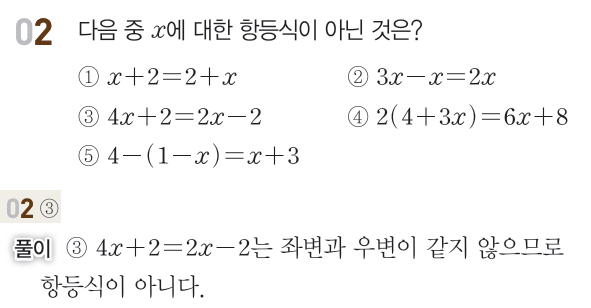 02 다음 중 x에 대한 항등식이 아닌 것은?
① x+2=2+x ② 3x-x=2x
③ 4x+2=2x-2 ④ 2(4+3x)=6x+8
⑤ 4-(1-x)=x+3
02 ③
풀이 ③ 4x+2=2x-2는 좌변과 우변이 같지 않으므로
항등식이 아니다.